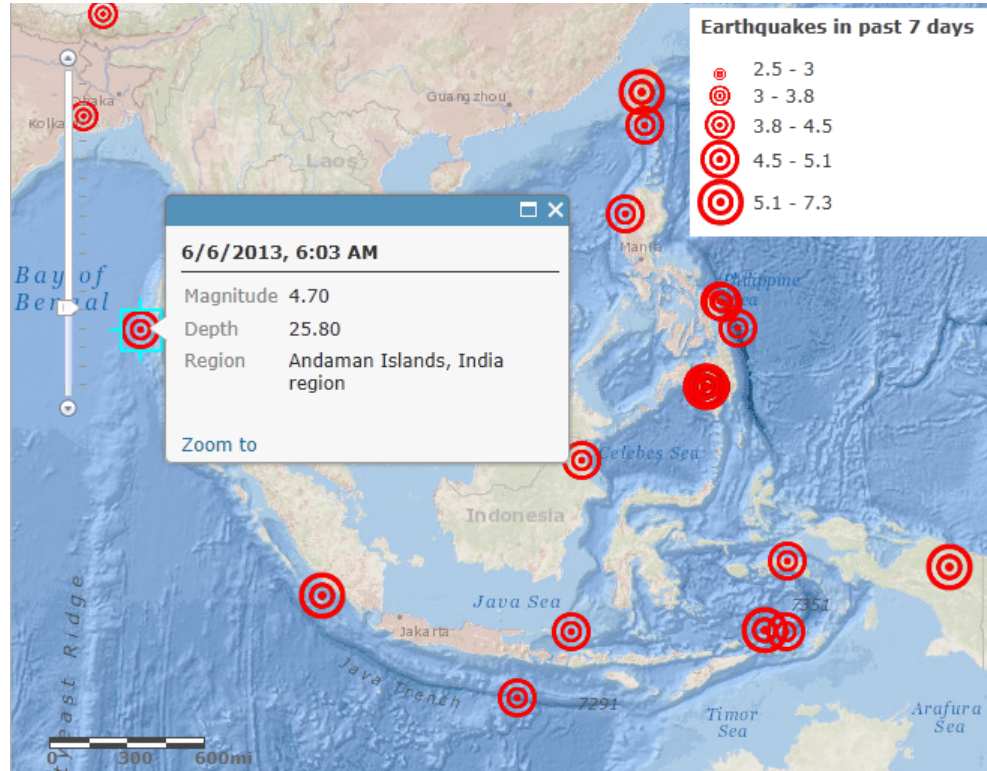 Earthquakes in past 7 days
2.5 - 3
3 - 3.8
3.8 - 4.5
4.5 - 5.1
5.1 - 7.3
Guangzhou
Laos
6/6/2013, 6:03 AM
Magnitude 4.70
Depth 25.80
Region Andaman Islands, India
region
Zoom to
Bay of
Bengal
Manila
Philippine
Sea
Celebes Sea
Indonesia
Java Sea
Jakarta
Java Trench
7351
7291
Timor
Sea
Arafura
Sea
Ridge
0 300 600mi